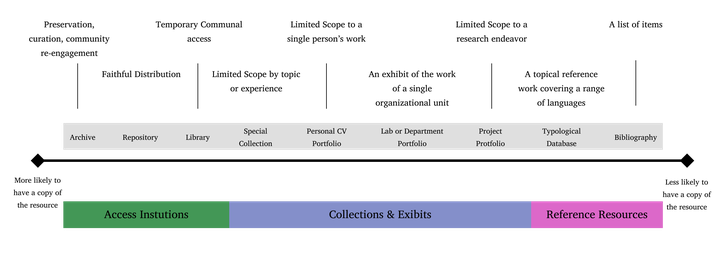 Preservation,
curation, community
re-engagement
Temporary Communal
access
Limited Scope to a
single person's work
Limited Scope to a
research endeavor
A list of items
Faithful Distribution
Limited Scope by topic
or experience
An exhibit of the work
of a single
organizational unit
A topical reference
work covering a range
of languages
Archive
Repository
Library
Special
Collection
Personal CV
Portfolio
Lab or Department
Portfolio
Project
Protfolio
Typological
Database
Bibliography
More likely to
have a copy of
the resource
Less likely to
have a copy of
the resource
Access Instutions
Collections & Exibits
Reference Resources